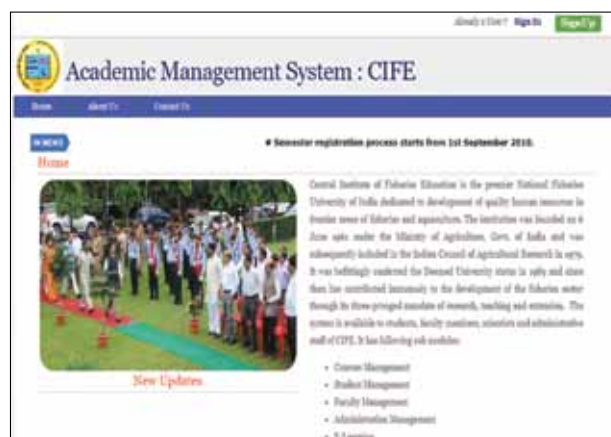 Already a User? Sign In Sign Up
Academic Management System : CIFE
Home About Us Contact Us
IN NEWS # Semester registration process starts from 1st September 2010.
Home
Central Institute of Fisheries Education is the premier National Fisheries
University of India dedicated to development of quality human resources in
frontier areas of fisheries and aquaculture. The institution was founded on 6
June 1961 under the Ministry of Agriculture, Govt. of India and was
subsequently included in the Indian Council of Agricultural Research in 1979.
It was befittingly conferred the Deemed University status in 1989 and since
then has contributed immensely to the development of the fisheries sector
through its three-pronged mandate of research, teaching and extension. The
system is available to students, faculty members, scientists and administrative
staff of CIFE. It has following sub modules:
New Updates
• Courses Management
• Student Management
• Faculty Management
• Administration Management
• E-Learning